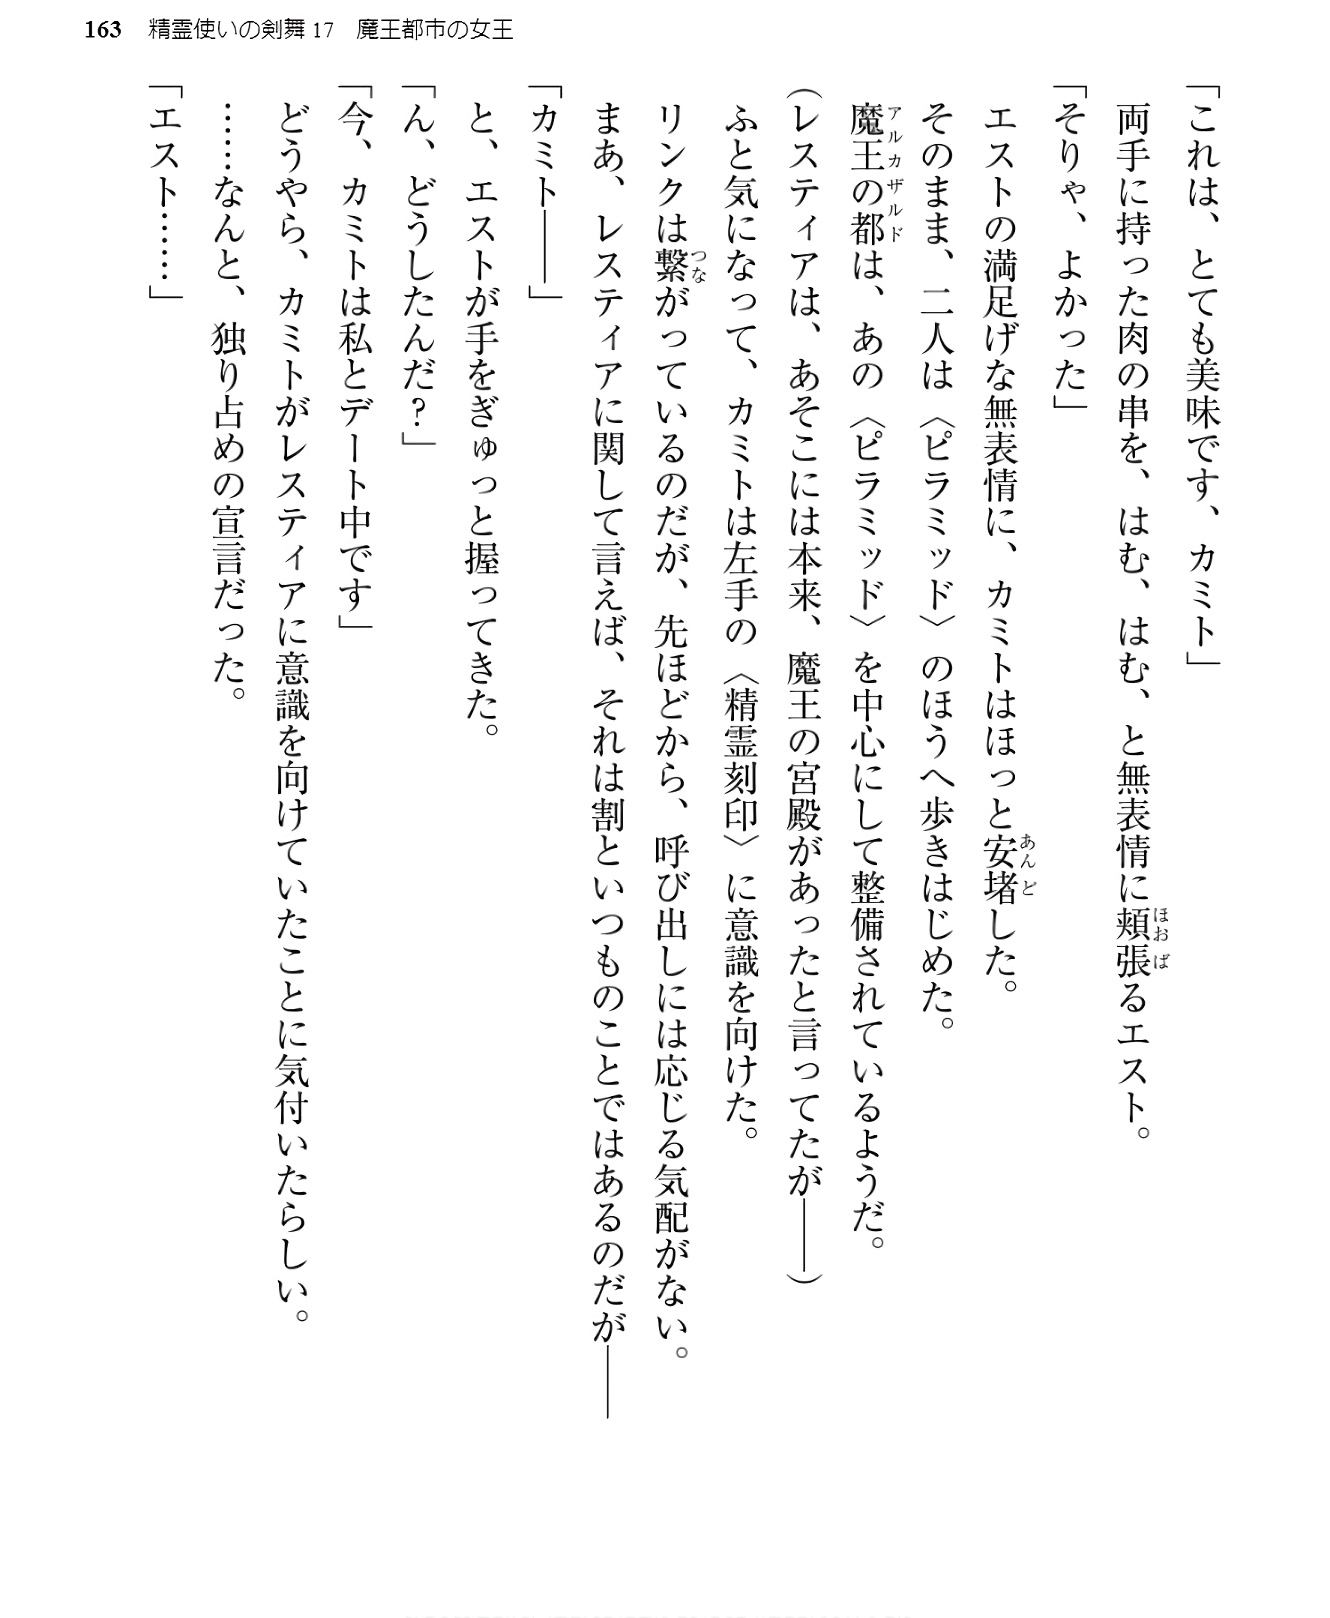 163　精霊使いの剣舞 17　魔王都市の女王
「これは、とても美味です、カミト」
両手に持った肉の串を、はむ、はむ、と無表情に頬張るエスト。
「そりゃ、よかった」
エストの満足げな無表情に、カミトはほっと安堵した。
そのまま、二人は〈ピラミッド〉のほうへ歩きはじめた。
魔王の都は、あの〈ピラミッド〉を中心にして整備されているようだ。
（レスティアは、あそこには本来、魔王の宮殿があったと言ってたが――）
ふと気になって、カミトは左手の〈精霊刻印〉に意識を向けた。
リンクは繋がっているのだが、先ほどから、呼び出しには応じる気配がない。
まあ、レスティアに関して言えば、それは割といつものことではあるのだが――
「カミト――」
と、エストが手をぎゅっと握ってきた。
「ん、どうしたんだ?」
「今、カミトは私とデート中です」
どうやら、カミトがレスティアに意識を向けていたことに気付いたらしい。
……なんと、独り占めの宣言だった。
「エスト……」